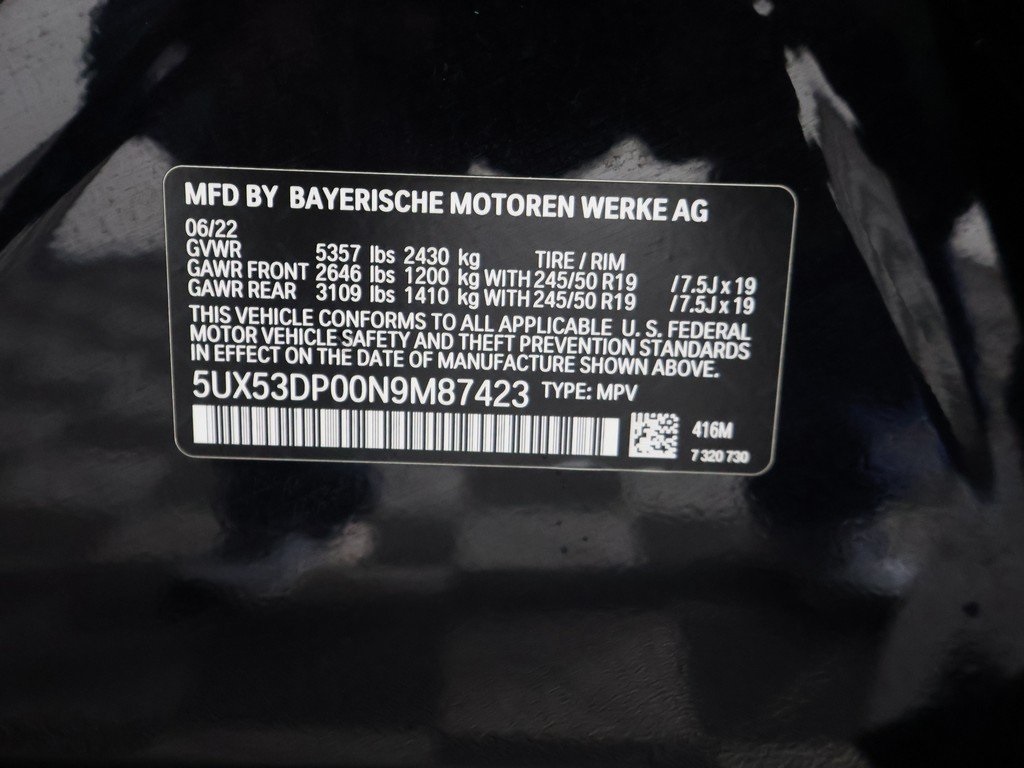 MFD BY BAYERISCHE MOTOREN WERKE AG
06/22
GVWR 5357 lbs 2430 kg TIRE / RIM
GAWR FRONT 2646 lbs 1200 kg WITH 245/50 R19 /7.5J x 19
GAWR REAR 3109 lbs 1410 kg WITH 245/50 R19 /7.5J x 19
THIS VEHICLE CONFORMS TO ALL APPLICABLE U. S. FEDERAL
MOTOR VEHICLE SAFETY AND THEFT PREVENTION STANDARDS
IN EFFECT ON THE DATE OF MANUFACTURE SHOWN ABOVE.
5UX53DP00N9M87423 TYPE: MPV
416M
7 320 730